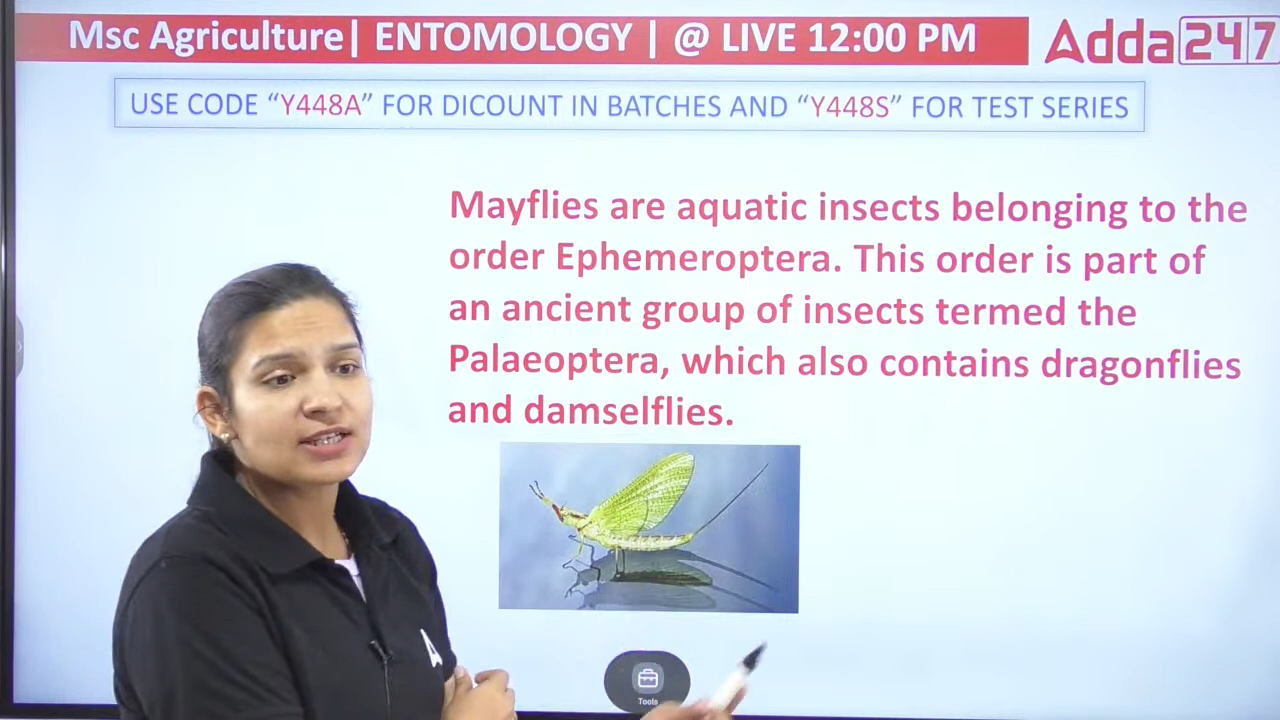 Msc Agriculture| ENTOMOLOGY | @ LIVE 12:00 PM
Adda 247
USE CODE “Y448A” FOR DICOUNT IN BATCHES AND “Y448S” FOR TEST SERIES
Mayflies are aquatic insects belonging to the
order Ephemeroptera. This order is part of
an ancient group of insects termed the
Palaeoptera, which also contains dragonflies
and damselflies.
Tools